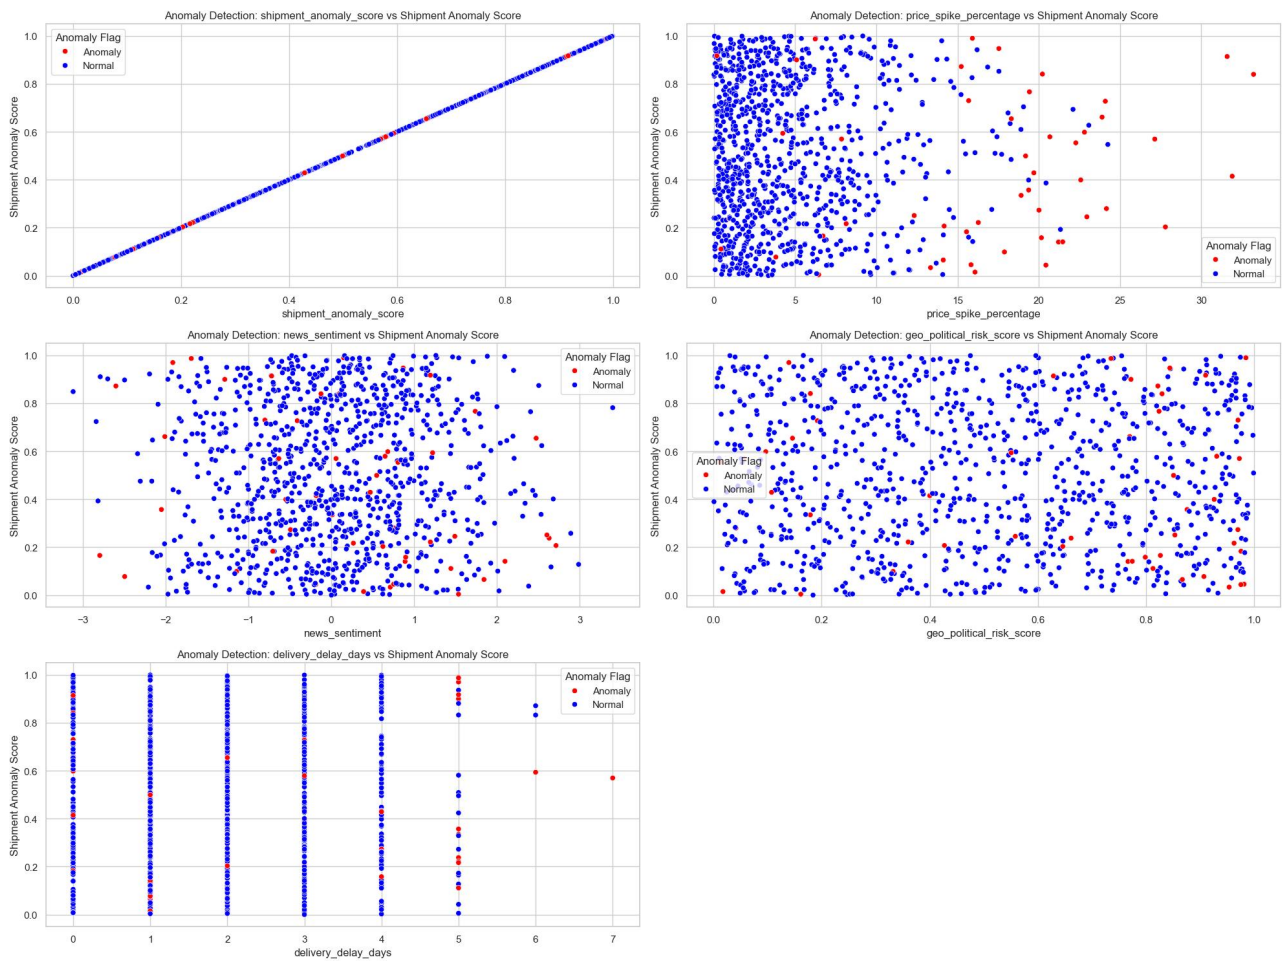 Anomaly Detection: shipment_anomaly_score vs Shipment Anomaly Score
Shipment Anomaly Score
1.0
0.8
0.6
0.4
0.2
0.0
Anomaly Flag
Anomaly
Normal
0.0 0.2 0.4 0.6 0.8 1.0
shipment_anomaly_score
Anomaly Detection: price_spike_percentage vs Shipment Anomaly Score
Shipment Anomaly Score
1.0
0.8
0.6
0.4
0.2
0.0
Anomaly Flag
Anomaly
Normal
0 5 10 15 20 25 30
price_spike_percentage
Anomaly Detection: news_sentiment vs Shipment Anomaly Score
Shipment Anomaly Score
1.0
0.8
0.6
0.4
0.2
0.0
Anomaly Flag
Anomaly
Normal
−3 −2 −1 0 1 2 3
news_sentiment
Anomaly Detection: geo_political_risk_score vs Shipment Anomaly Score
Shipment Anomaly Score
1.0
0.8
0.6
0.4
0.2
0.0
Anomaly Flag
Anomaly
Normal
0.0 0.2 0.4 0.6 0.8 1.0
geo_political_risk_score
Anomaly Detection: delivery_delay_days vs Shipment Anomaly Score
Shipment Anomaly Score
1.0
0.8
0.6
0.4
0.2
0.0
Anomaly Flag
Anomaly
Normal
0 1 2 3 4 5 6 7
delivery_delay_days